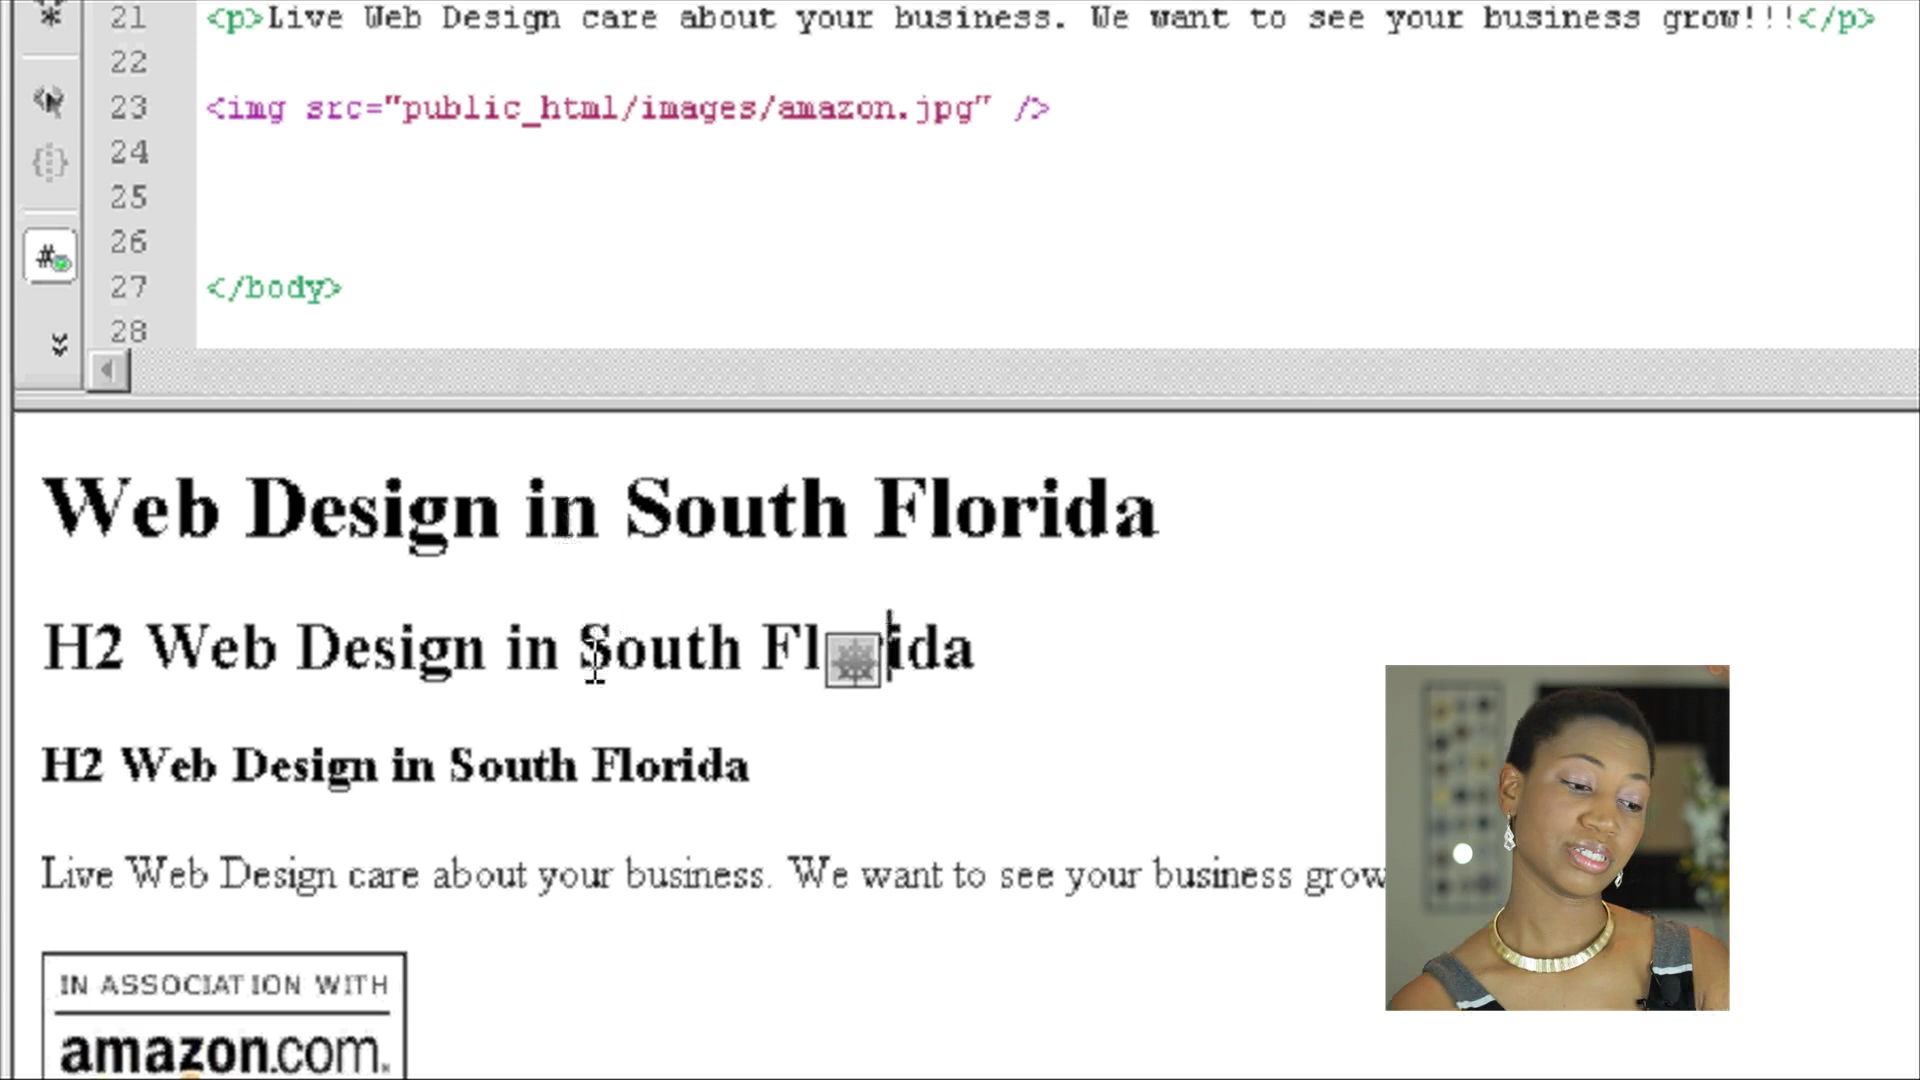 21 <p>Live Web Design care about your business. We want to see your business grow!!!</p>
22
23 <img src="public_html/images/amazon.jpg" />
24
25
26
27 </body>
28
Web Design in South Florida
H2 Web Design in South Florida
H2 Web Design in South Florida
Live Web Design care about your business. We want to see your business grow
IN ASSOCIATION WITH
amazon.com.